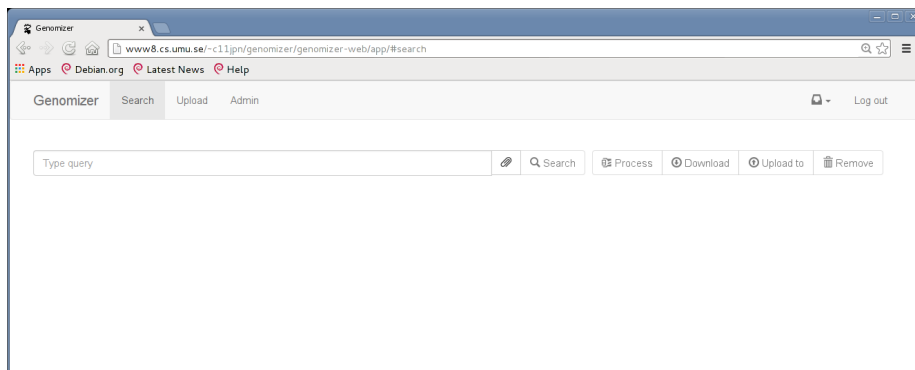 Genomizer
www8.cs.umu.se/~c11jpn/genomizer/genomizer-web/app/#search
Apps Debian.org Latest News Help
Genomizer Search Upload Admin Log out
Type query Search Process Download Upload to Remove